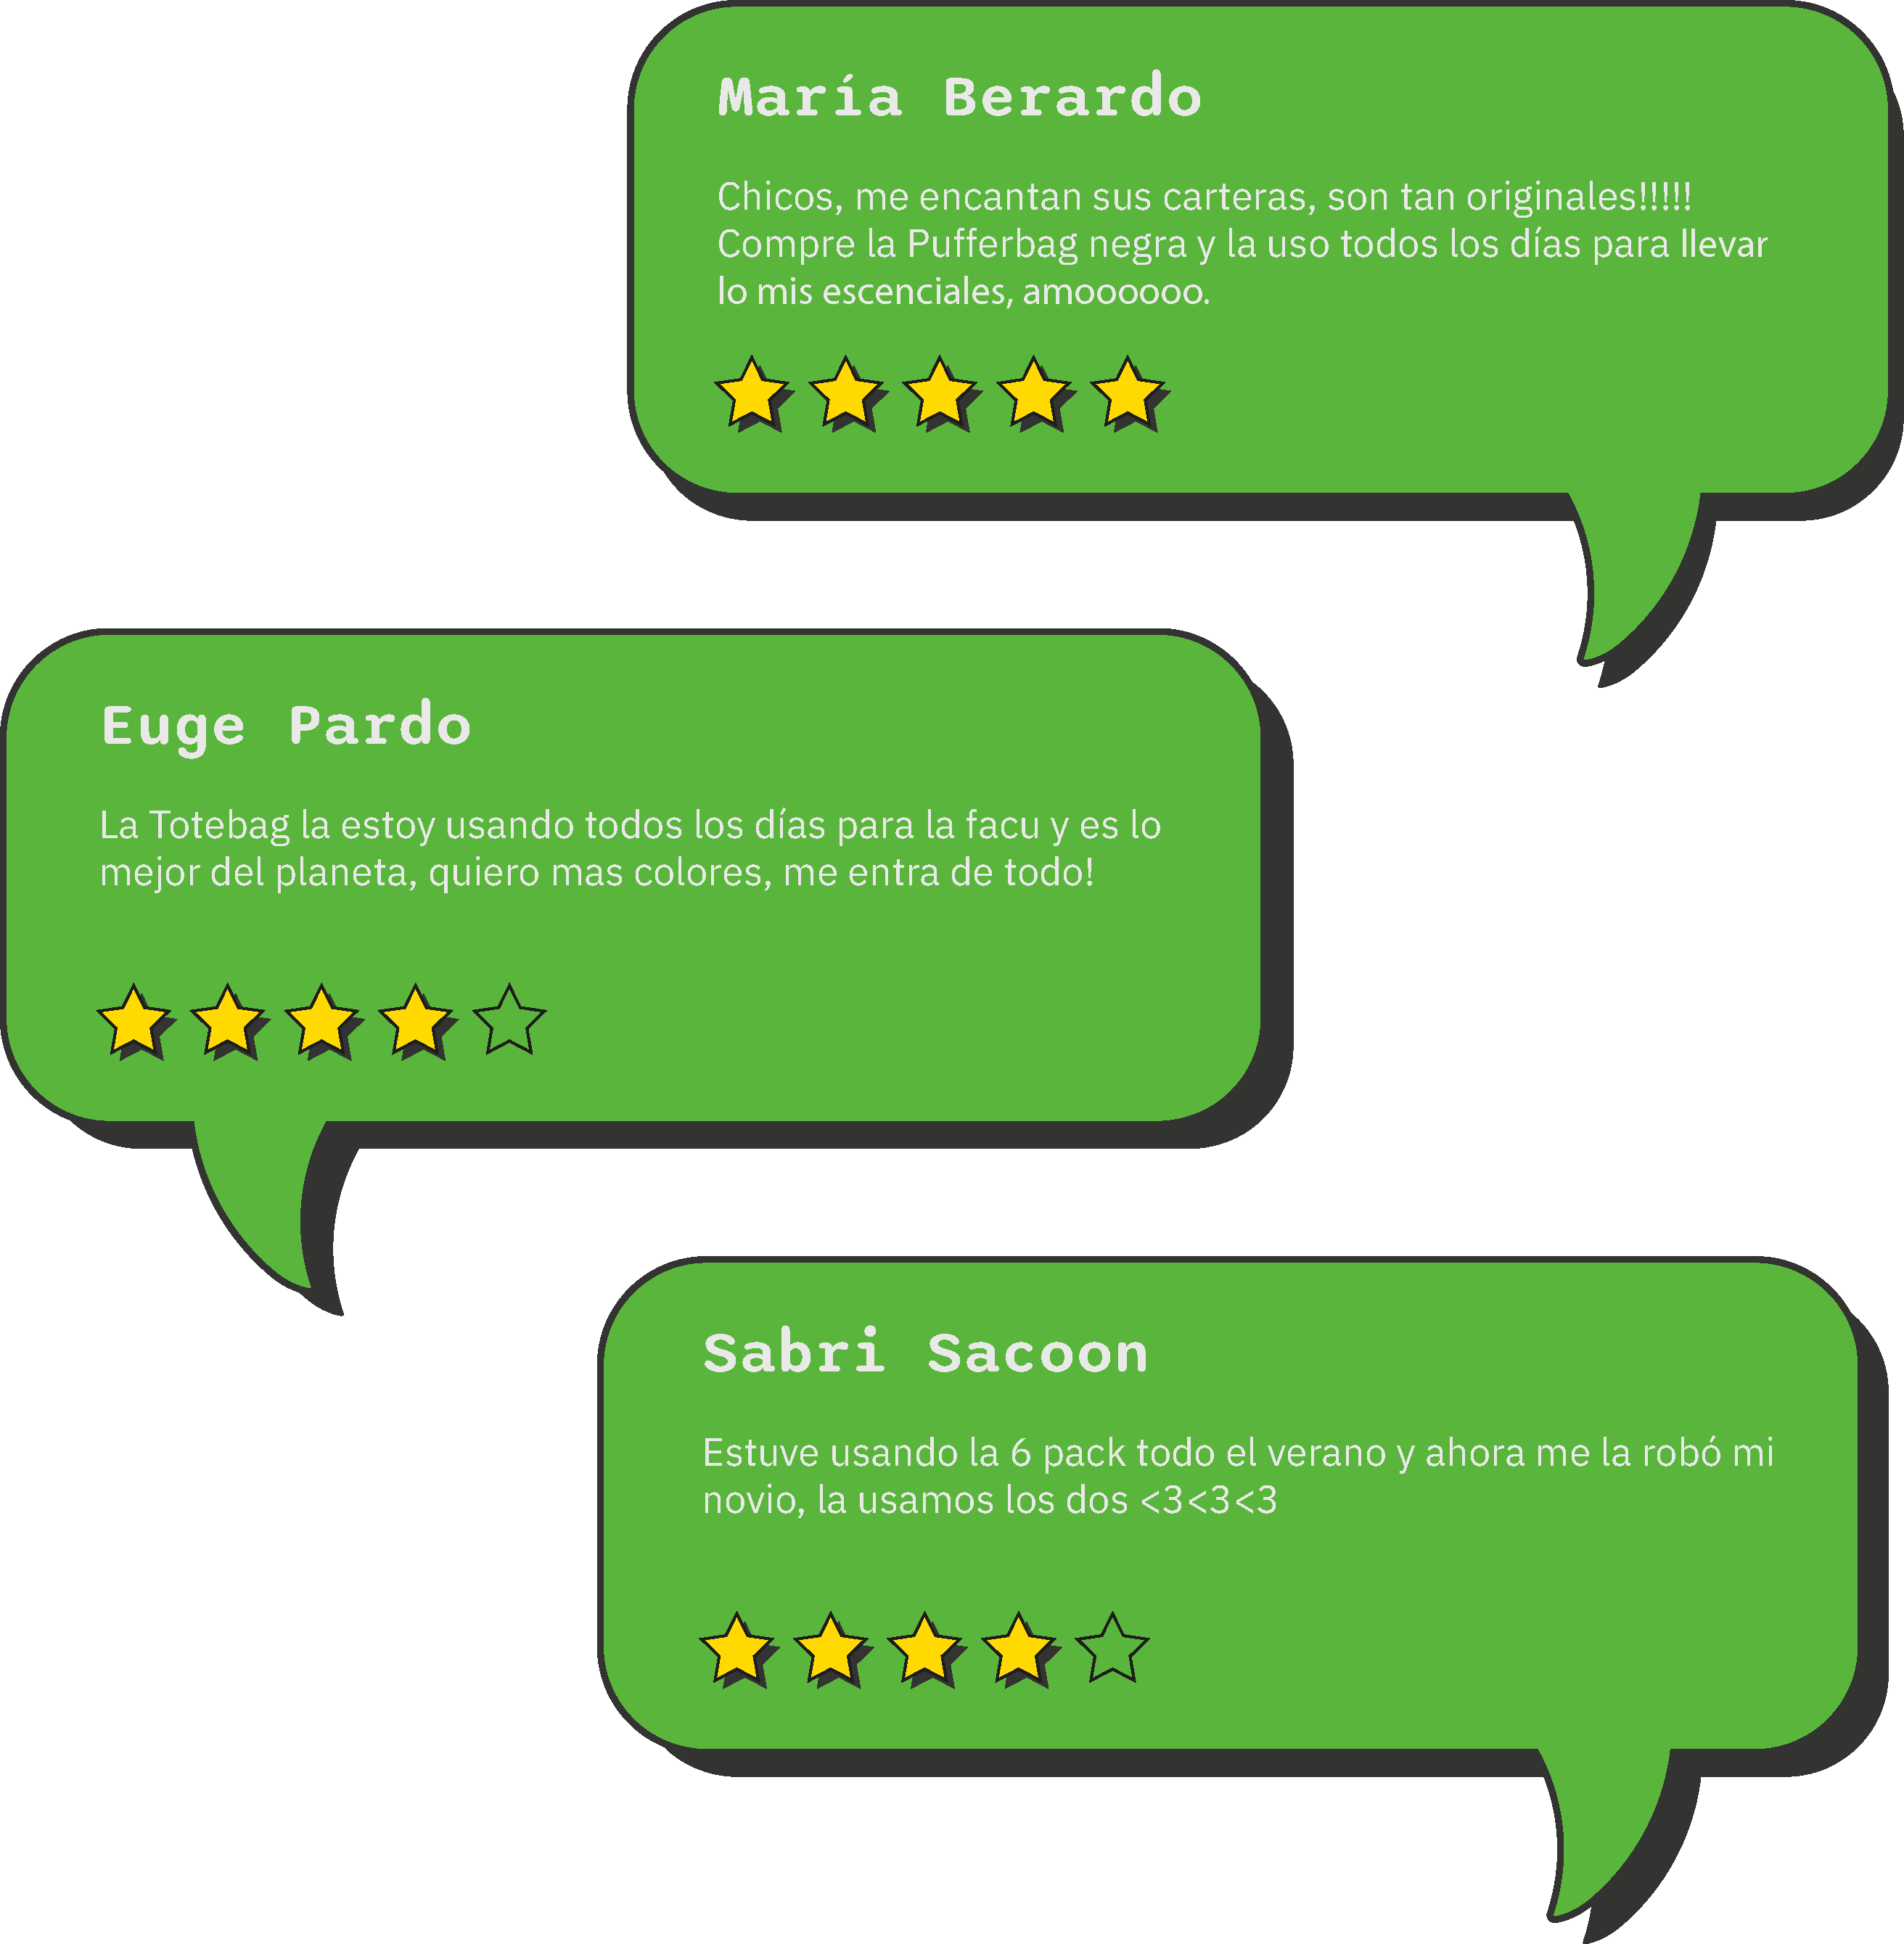 María Berardo
Chicos, me encantan sus carteras, son tan originales!!!!!
Compre la Pufferbag negra y la uso todos los días para llevar
lo mis escenciales, amoooooo.
Euge Pardo
La Totebag la estoy usando todos los días para la facu y es lo
mejor del planeta, quiero mas colores, me entra de todo!
Sabri Sacoon
Estuve usando la 6 pack todo el verano y ahora me la robó mi
novio, la usamos los dos <3<3<3